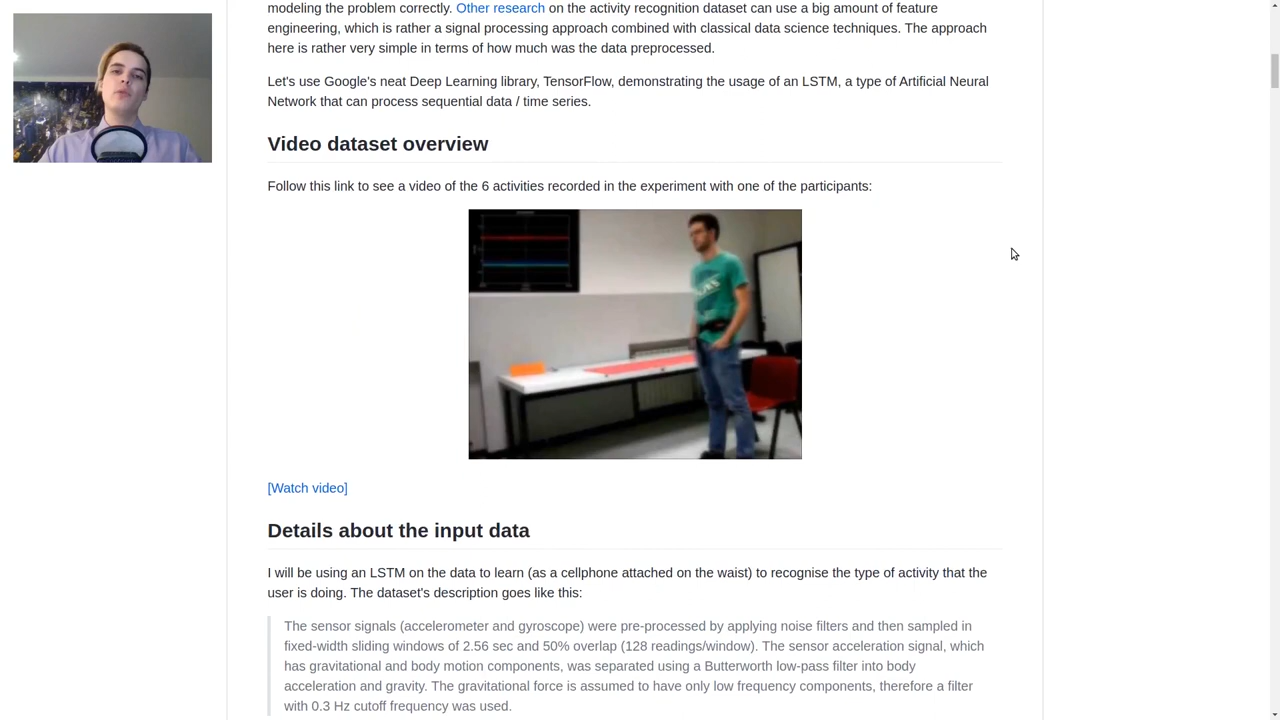 modeling the problem correctly. Other research on the activity recognition dataset can use a big amount of feature
engineering, which is rather a signal processing approach combined with classical data science techniques. The approach
here is rather very simple in terms of how much was the data preprocessed.
Let's use Google's neat Deep Learning library, TensorFlow, demonstrating the usage of an LSTM, a type of Artificial Neural
Network that can process sequential data / time series.
Video dataset overview
Follow this link to see a video of the 6 activities recorded in the experiment with one of the participants:
[Watch video]
Details about the input data
I will be using an LSTM on the data to learn (as a cellphone attached on the waist) to recognise the type of activity that the
user is doing. The dataset's description goes like this:
The sensor signals (accelerometer and gyroscope) were pre-processed by applying noise filters and then sampled in
fixed-width sliding windows of 2.56 sec and 50% overlap (128 readings/window). The sensor acceleration signal, which
has gravitational and body motion components, was separated using a Butterworth low-pass filter into body
acceleration and gravity. The gravitational force is assumed to have only low frequency components, therefore a filter
with 0.3 Hz cutoff frequency was used.